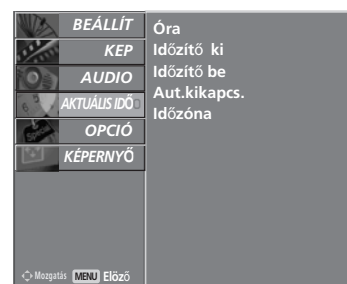 BEÁLLÍT
KEP
AUDIO
AKTUÁLIS IDŐ
OPCIÓ
KÉPERNYŐ
Óra
Időzítő ki
Időzítő be
Aut.kikapcs.
Időzóna
Mozgatás MENU Előző